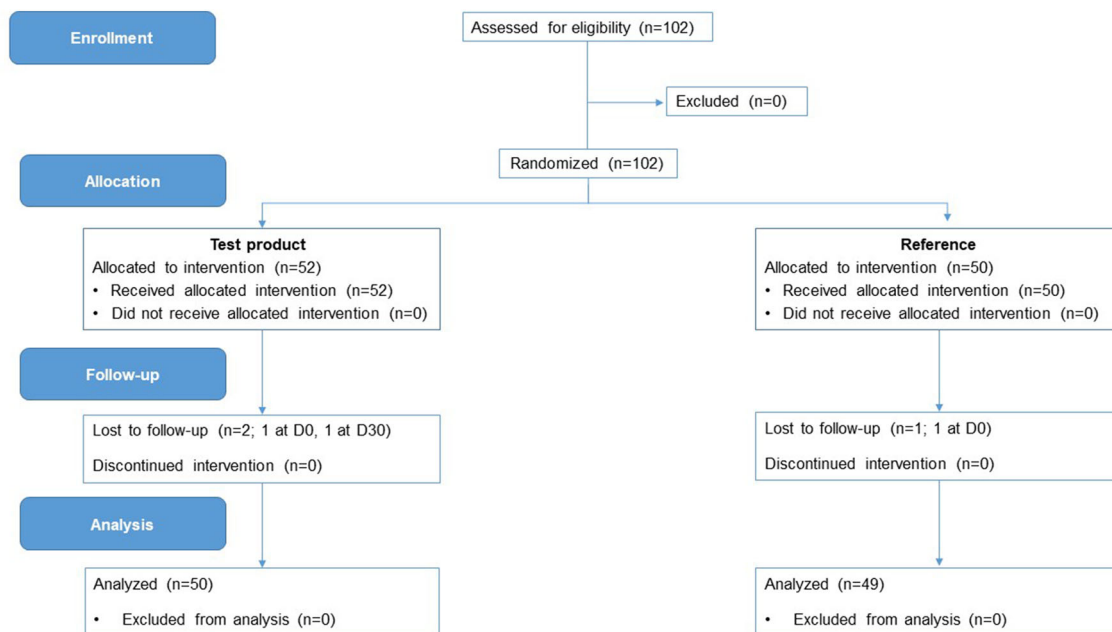 Enrollment
Assessed for eligibility (n=102)
Excluded (n=0)
Randomized (n=102)
Allocation
Test product
Allocated to intervention (n=52)
• Received allocated intervention (n=52)
• Did not receive allocated intervention (n=0)
Reference
Allocated to intervention (n=50)
• Received allocated intervention (n=50)
• Did not receive allocated intervention (n=0)
Follow-up
Lost to follow-up (n=2; 1 at D0, 1 at D30)
Discontinued intervention (n=0)
Lost to follow-up (n=1; 1 at D0)
Discontinued intervention (n=0)
Analysis
Analyzed (n=50)
• Excluded from analysis (n=0)
Analyzed (n=49)
• Excluded from analysis (n=0)